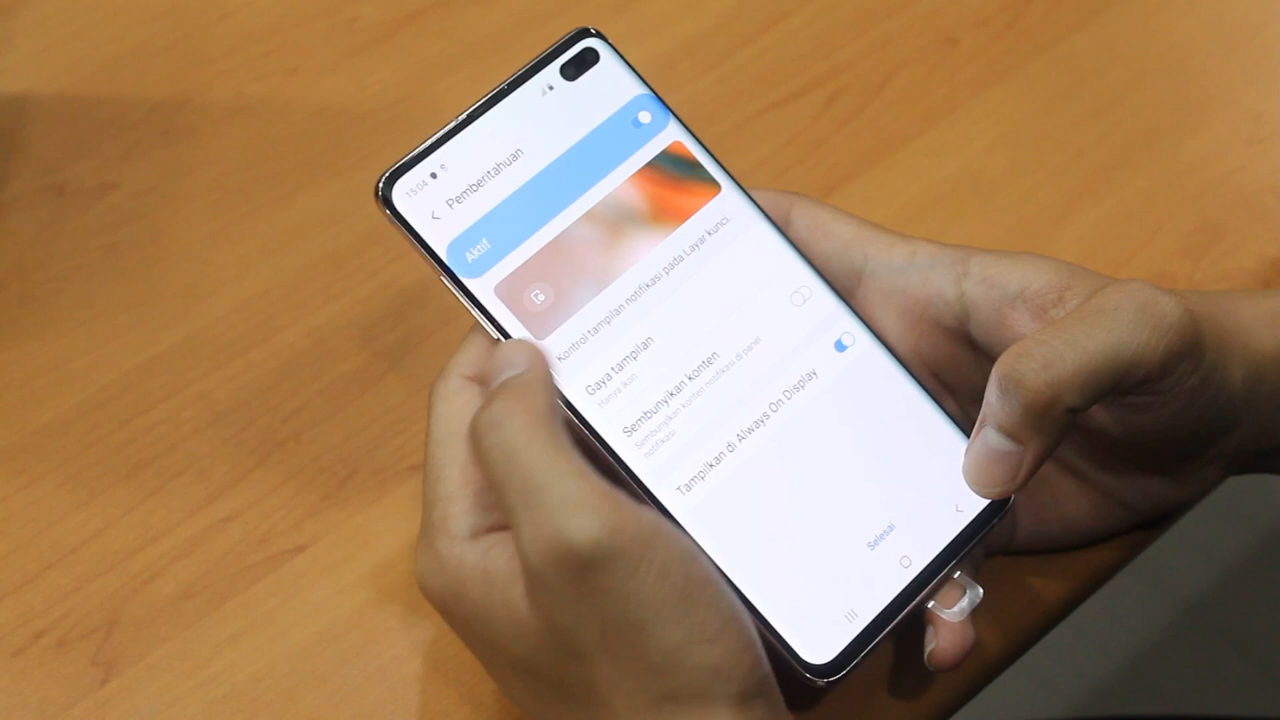 15:04
Pemberitahuan
Aktif
Kontrol tampilan notifikasi pada Layar kunci.
Gaya tampilan
Hanya ikon
Sembunyikan konten
Sembunyikan konten notifikasi di panel
notifikasi.
Tampilkan di Always On Display
Selesai